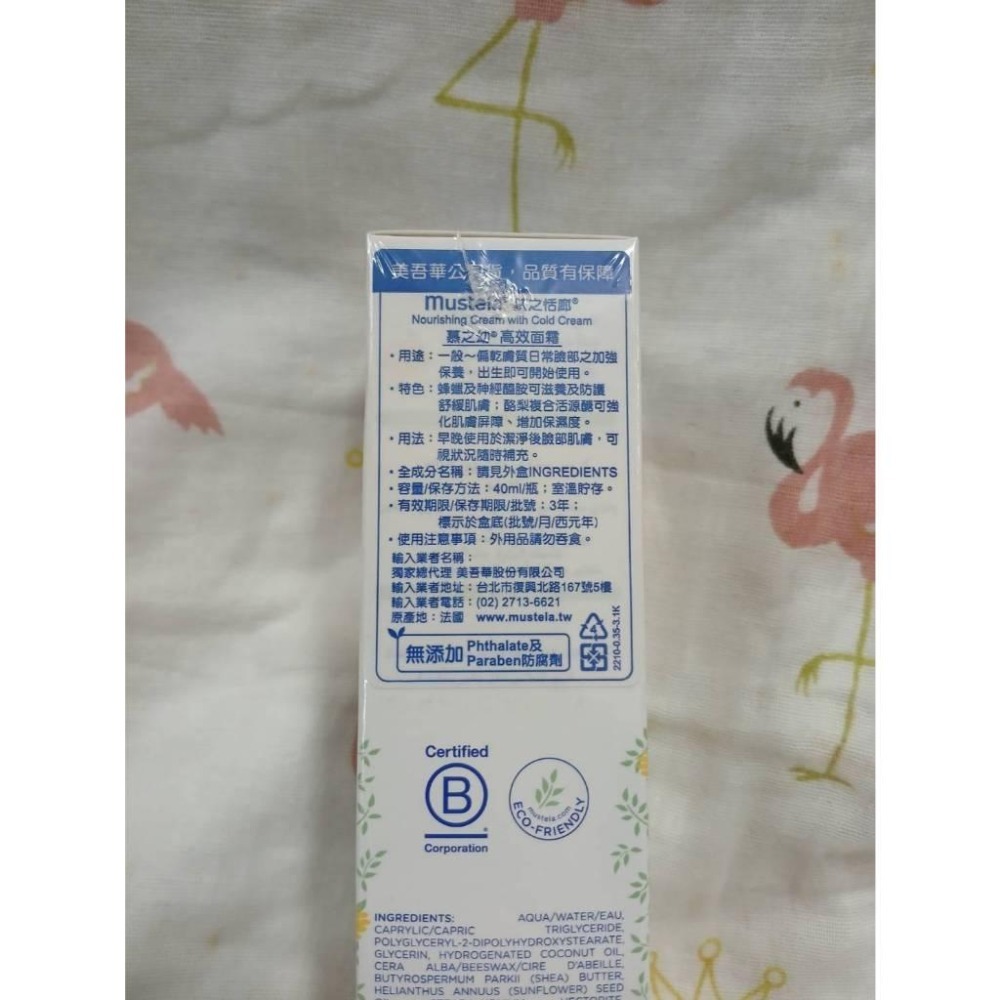 美吾華公司貨，品質有保障
mustela® 慕之恬廊®
Nourishing Cream with Cold Cream
慕之幼® 高效面霜
・用途：一般～偏乾膚質日常臉部之加強
保養，出生即可開始使用。
・特色：蜂蠟及神經醯胺可滋養及防護
舒緩肌膚；酪梨複合活源醣可強
化肌膚屏障、增加保濕度。
・用法：早晚使用於潔淨後臉部肌膚，可
視狀況隨時補充。
・全成分名稱：請見外盒INGREDIENTS
・容量/保存方法：40ml/瓶；室溫貯存。
・有效期限/保存期限/批號：3年；
標示於盒底(批號/月/西元年)
・使用注意事項：外用品請勿吞食。
輸入業者名稱：
獨家總代理 美吾華股份有限公司
輸入業者地址：台北市復興北路167號5樓
輸入業者電話：(02) 2713-6621
原產地：法國 www.mustela.tw
無添加 Phthalate及
Paraben防腐劑
4
2210-0.35-3.1K
Certified
B
Corporation
mustela.com
ECO-FRIENDLY
INGREDIENTS: AQUA/WATER/EAU,
CAPRYLIC/CAPRIC TRIGLYCERIDE,
POLYGLYCERYL-2-DIPOLYHYDROXYSTEARATE,
GLYCERIN, HYDROGENATED COCONUT OIL,
CERA ALBA/BEESWAX/CIRE D'ABEILLE,
BUTYROSPERMUM PARKII (SHEA) BUTTER,
HELIANTHUS ANNUUS (SUNFLOWER) SEED